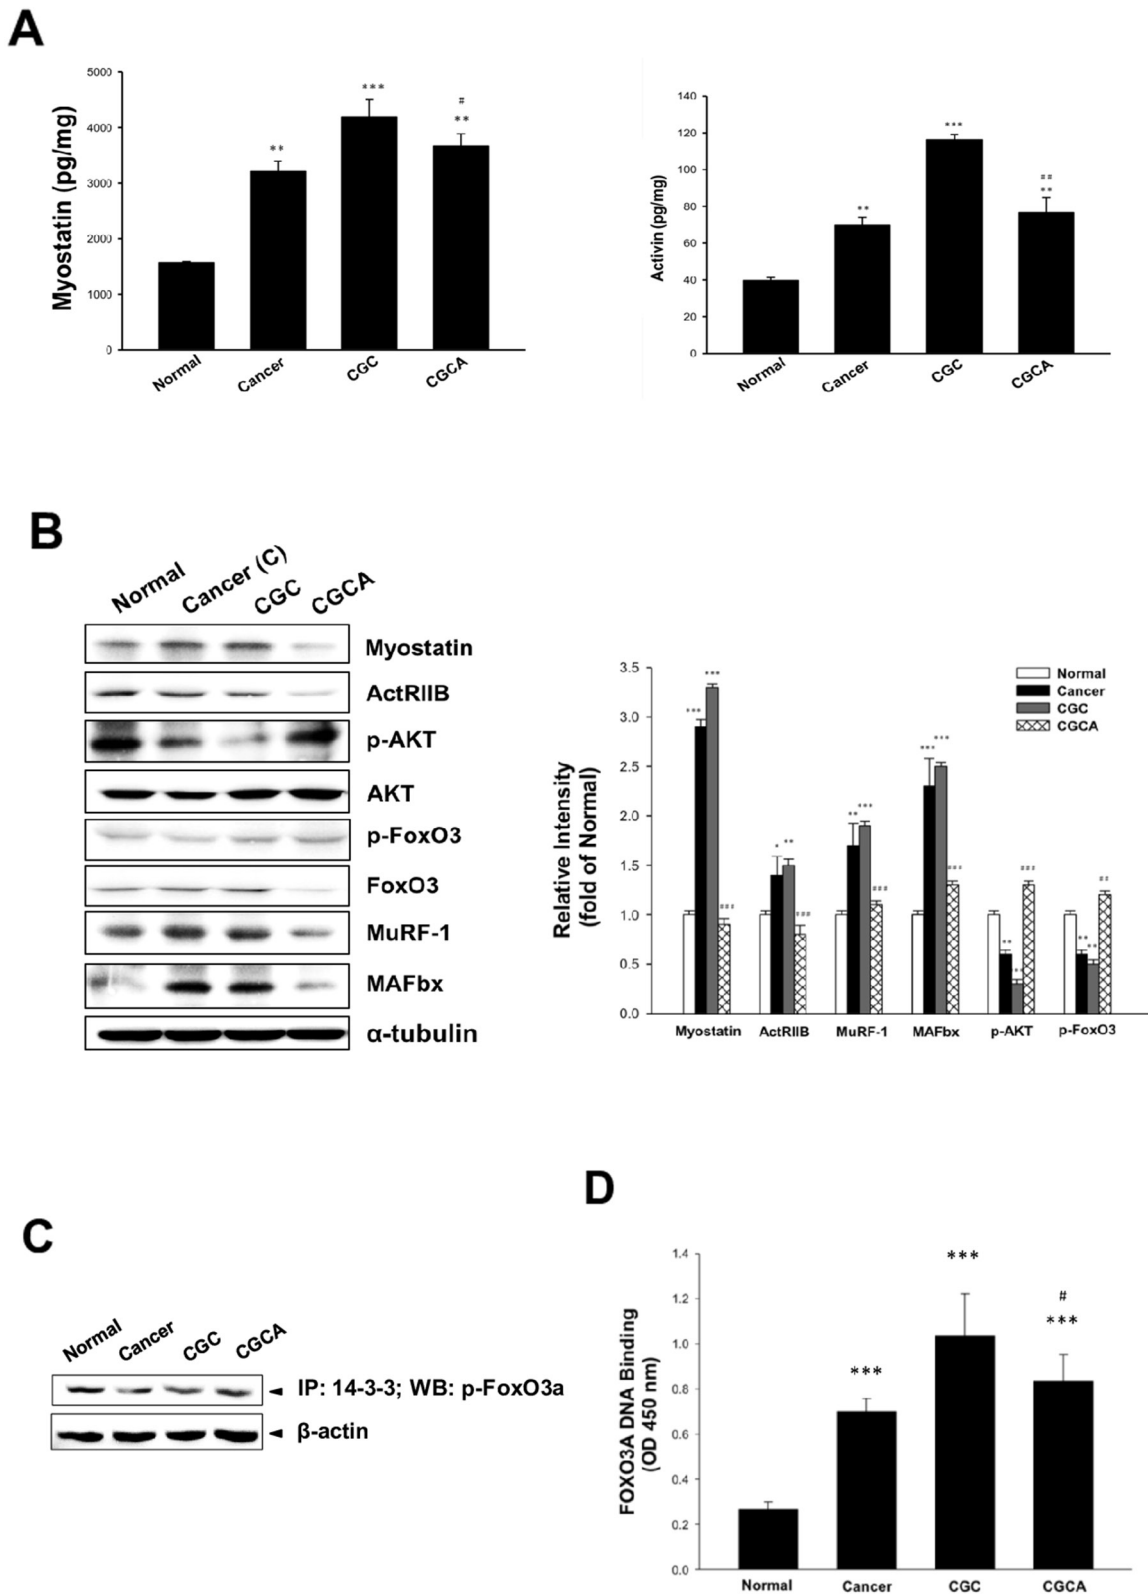 A
Myostatin (pg/mg)
5000
4000
3000
2000
1000
0
**
***
#
**
Normal
Cancer
CGC
CGCA
Activin (pg/mg)
140
120
100
80
60
40
20
0
**
***
##
**
Normal
Cancer
CGC
CGCA
B
Normal
Cancer (C)
CGC
CGCA
Myostatin
ActRIIB
p-AKT
AKT
p-FoxO3
FoxO3
MuRF-1
MAFbx
α-tubulin
Relative Intensity
(fold of Normal)
3.5
3.0
2.5
2.0
1.5
1.0
0.5
0.0
***
***
###
*
**
###
**
***
###
***
***
###
**
***
###
**
**
##
Normal
Cancer
CGC
CGCA
Myostatin
ActRIIB
MuRF-1
MAFbx
p-AKT
p-FoxO3
C
Normal
Cancer
CGC
CGCA
IP: 14-3-3; WB: p-FoxO3a
β-actin
D
FOXO3A DNA Binding
(OD 450 nm)
1.4
1.2
1.0
0.8
0.6
0.4
0.2
0.0
***
***
#
***
Normal
Cancer
CGC
CGCA